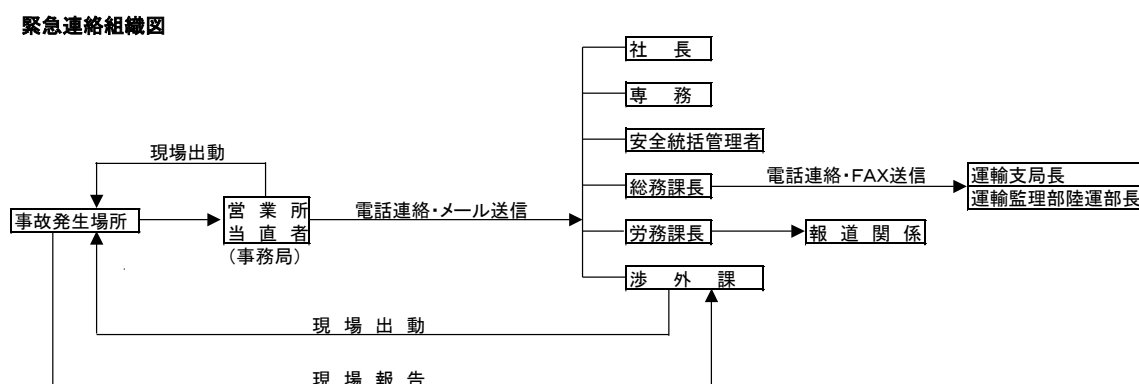 緊急連絡組織図
社 長
専 務
安全統括管理者
現場出動
総務課長
電話連絡・FAX送信
運輸支局長
運輸監理部陸運部長
事故発生場所
営 業 所
当 直 者
(事務局)
電話連絡・メール送信
労務課長
報 道 関 係
渉 外 課
現 場 出 動
現 場 報 告